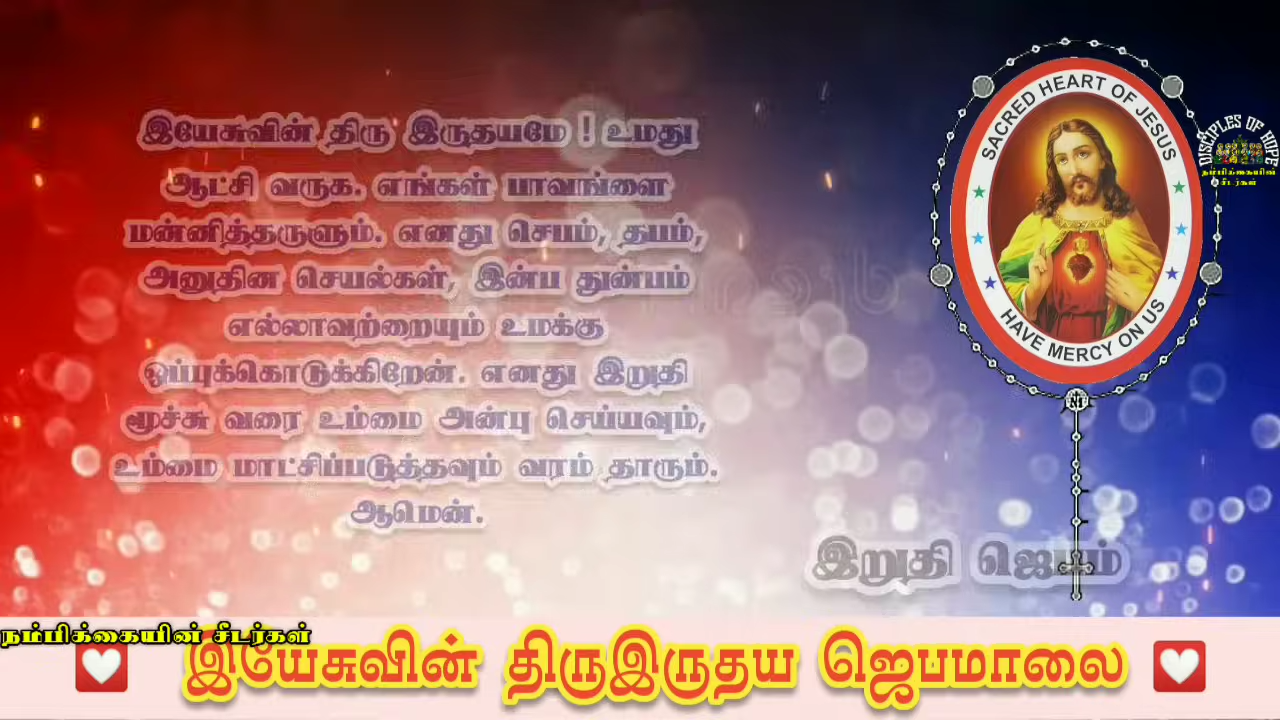 இயேசுவின் திரு இருதயமே ! உமது
ஆட்சி வருக. எங்கள் பாவங்ளை
மன்னித்தருளும். எனது செபம், தபம்,
அனுதின செயல்கள், இன்ப துன்பம்
எல்லாவற்றையும் உமக்கு
ஒப்புக்கொடுக்கிறேன். எனது இறுதி
மூச்சு வரை உம்மை அன்பு செய்யவும்,
உம்மை மாட்சிப்படுத்தவும் வரம் தாரும்.
ஆமென்.
SACRED HEART OF JESUS
HAVE MERCY ON US
DISCIPLES OF HOPE
நம்பிக்கையின்
சீடர்கள்
இறுதி ஜெபம்
நம்பிக்கையின் சீடர்கள்
இயேசுவின் திருஇருதய ஜெபமாலை